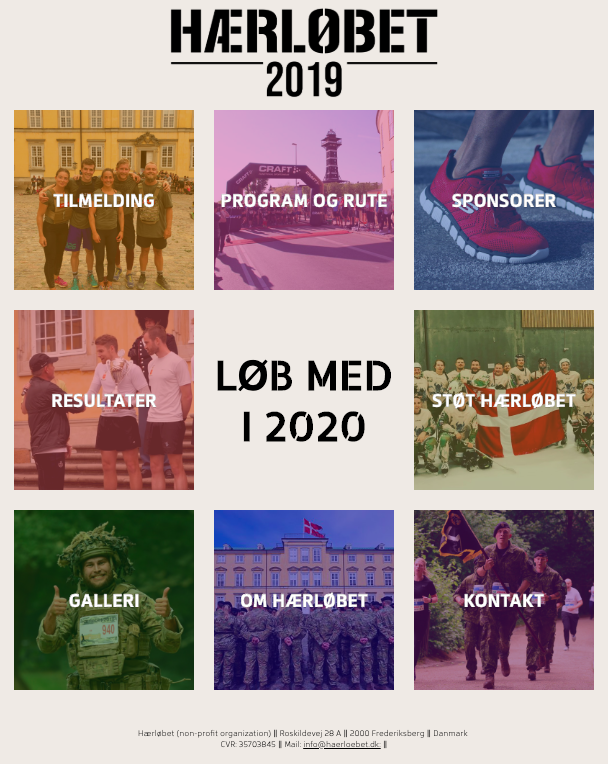 HÆRLØBET
2019
TILMELDING
PROGRAM OG RUTE
CRAFT
SPONSORER
RESULTATER
LØB MED
I 2020
STØT HÆRLØBET
GALLERI
940
OM HÆRLØBET
KONTAKT
Hærløbet (non-profit organization) || Roskildevej 28 A || 2000 Frederiksberg || Danmark
CVR: 35703845 || Mail: info@haerloebet.dk; ||